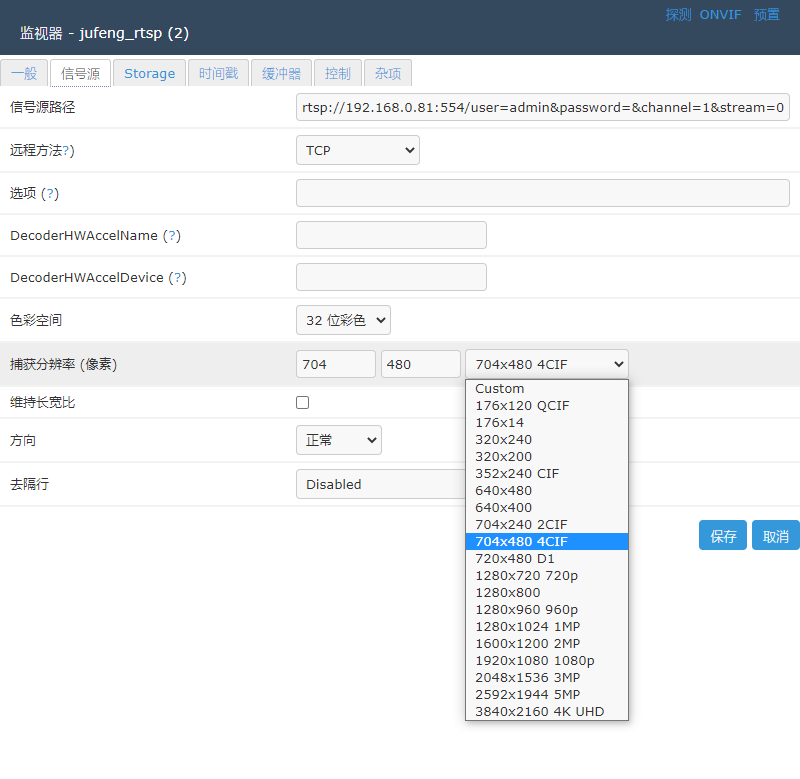 探测 ONVIF 预置
监视器 - jufeng_rtsp (2)
一般 信号源 Storage 时间戳 缓冲器 控制 杂项
信号源路径 rtsp://192.168.0.81:554/user=admin&password=&channel=1&stream=0
远程方法?) TCP
选项 (?)
DecoderHWAccelName (?)
DecoderHWAccelDevice (?)
色彩空间 32 位彩色
捕获分辨率 (像素) 704 480 704x480 4CIF
维持长宽比
方向 正常
去隔行 Disabled
Custom
176x120 QCIF
176x14
320x240
320x200
352x240 CIF
640x480
640x400
704x240 2CIF
704x480 4CIF
720x480 D1
1280x720 720p
1280x800
1280x960 960p
1280x1024 1MP
1600x1200 2MP
1920x1080 1080p
2048x1536 3MP
2592x1944 5MP
3840x2160 4K UHD
保存 取消